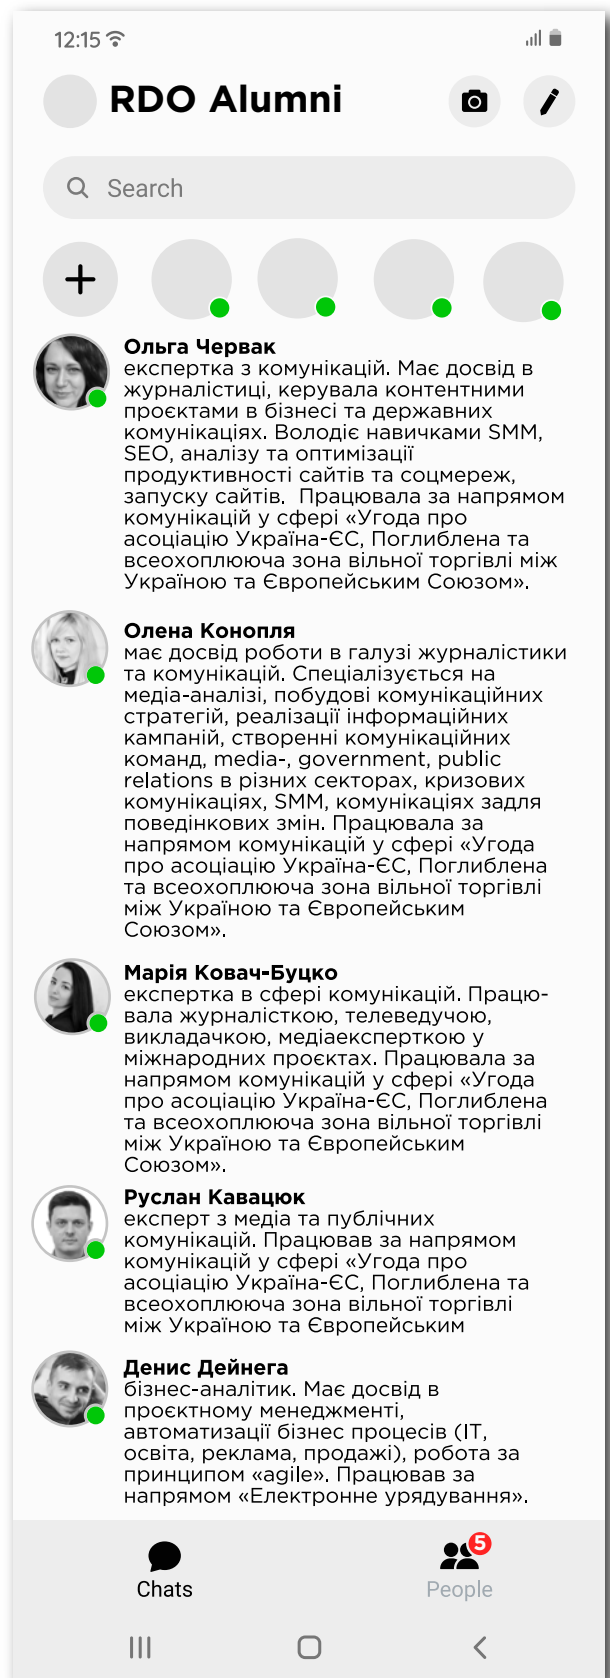 12:15
RDO Alumni
Search
Ольга Червак
експертка з комунікацій. Має досвід в
журналістиці, керувала контентними
проєктами в бізнесі та державних
комунікаціях. Володіє навичками SMM,
SEO, аналізу та оптимізації
продуктивності сайтів та соцмереж,
запуску сайтів. Працювала за напрямом
комунікацій у сфері «Угода про
асоціацію Україна-ЄС, Поглиблена та
всеохоплююча зона вільної торгівлі між
Україною та Європейським Союзом».
Олена Конопля
має досвід роботи в галузі журналістики
та комунікацій. Спеціалізується на
медіа-аналізі, побудові комунікаційних
стратегій, реалізації інформаційних
кампаній, створенні комунікаційних
команд, media-, government, public
relations в різних секторах, кризових
комунікаціях, SMM, комунікаціях задля
поведінкових змін. Працювала за
напрямом комунікацій у сфері «Угода
про асоціацію Україна-ЄС, Поглиблена
та всеохоплююча зона вільної торгівлі
між Україною та Європейським
Союзом».
Марія Ковач-Буцко
експертка в сфері комунікацій. Працю-
вала журналісткою, телеведучою,
викладачкою, медіаексперткою у
міжнародних проєктах. Працювала за
напрямом комунікацій у сфері «Угода
про асоціацію Україна-ЄС, Поглиблена
та всеохоплююча зона вільної торгівлі
між Україною та Європейським
Союзом».
Руслан Кавацюк
експерт з медіа та публічних
комунікацій. Працював за напрямом
комунікацій у сфері «Угода про
асоціацію Україна-ЄС, Поглиблена та
всеохоплююча зона вільної торгівлі
між Україною та Європейським
Денис Дейнега
бізнес-аналітик. Має досвід в
проєктному менеджменті,
автоматизації бізнес процесів (ІТ,
освіта, реклама, продажі), робота за
принципом «agile». Працював за
напрямом «Електронне урядування».
5
Chats
People